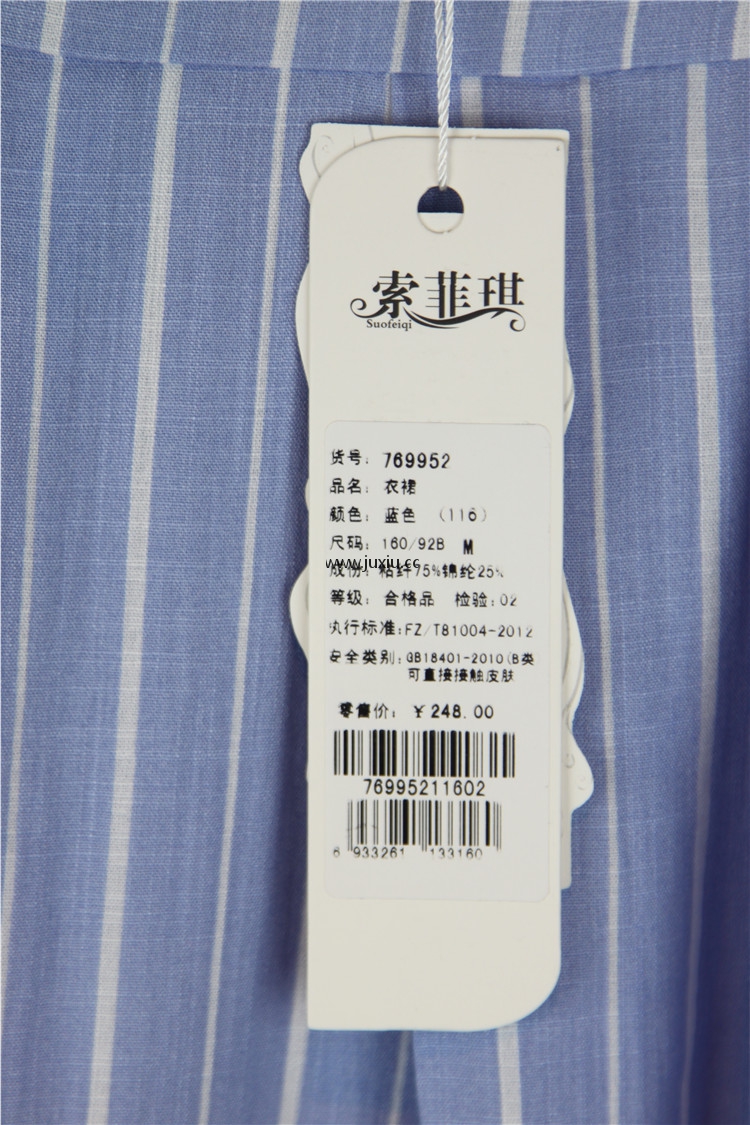 索菲琪
Suofeiqi
货号: 769952
品名: 衣裙
颜色: 蓝色 (116)
尺码: 160/92B M
www.juxiu.cc
成份: 粘纤75%锦纶25%
等级: 合格品 检验:02
执行标准:FZ/T81004-2012
安全类别:GB18401-2010(B类
可直接接触皮肤
零售价: ¥248.00
76995211602
6 933261 133160